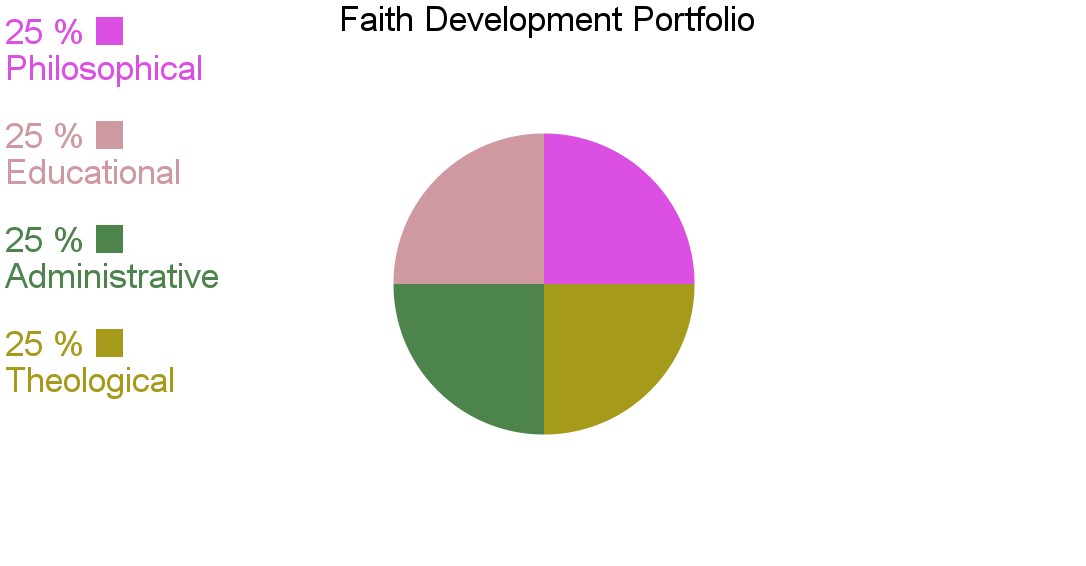 Faith Development Portfolio
25 %
Philosophical
25 %
Educational
25 %
Administrative
25 %
Theological